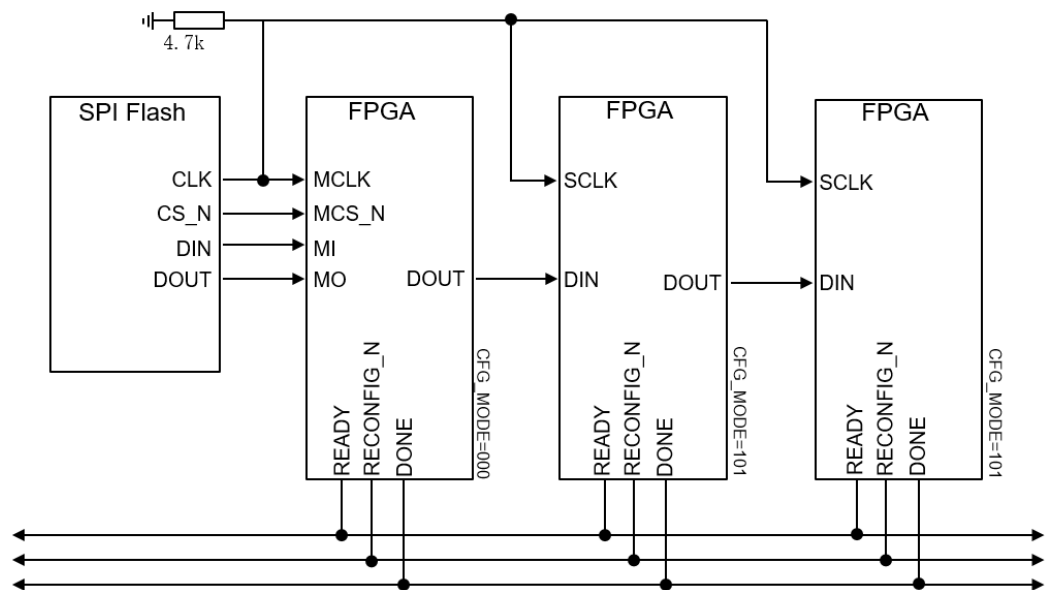 4.7k
SPI Flash
CLK
CS_N
DIN
DOUT
FPGA
MCLK
MCS_N
MI
MO
DOUT
READY
RECONFIG_N
DONE
CFG_MODE=000
FPGA
SCLK
DIN
DOUT
READY
RECONFIG_N
DONE
CFG_MODE=101
FPGA
SCLK
DIN
READY
RECONFIG_N
DONE
CFG_MODE=101